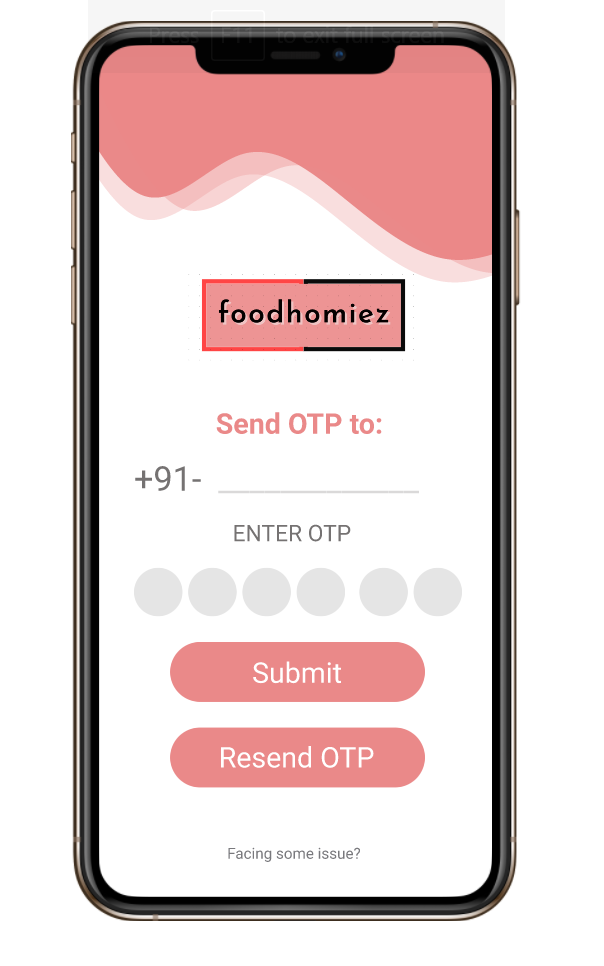 Press F11 to exit full screen
foodhomiez
Send OTP to:
+91- ____________
ENTER OTP
Submit
Resend OTP
Facing some issue?